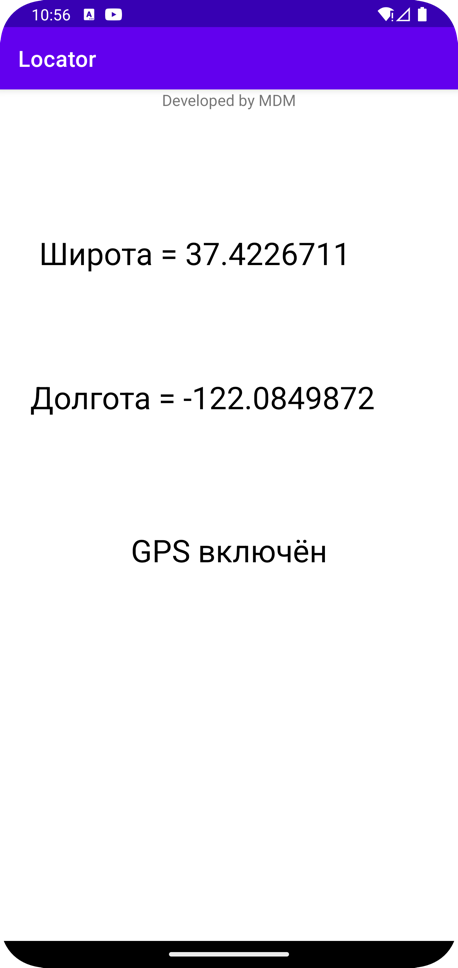 10:56
Locator
Developed by MDM
Широта = 37.4226711
Долгота = -122.0849872
GPS включён